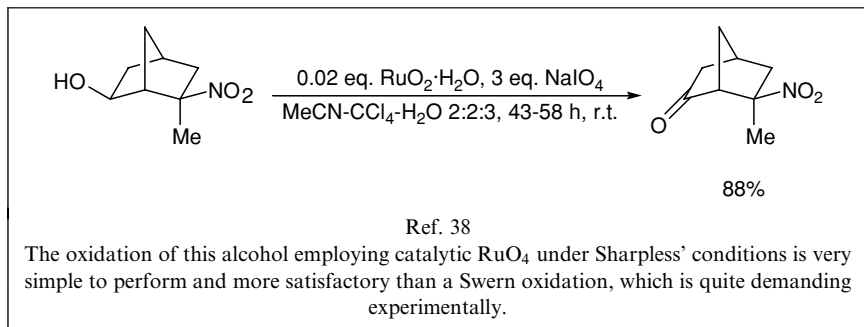 HO
NO2
Me
0.02 eq. RuO2·H2O, 3 eq. NaIO4
MeCN-CCl4-H2O 2:2:3, 43-58 h, r.t.
O
NO2
Me
88%
Ref. 38
The oxidation of this alcohol employing catalytic RuO4 under Sharpless’ conditions is very
simple to perform and more satisfactory than a Swern oxidation, which is quite demanding
experimentally.